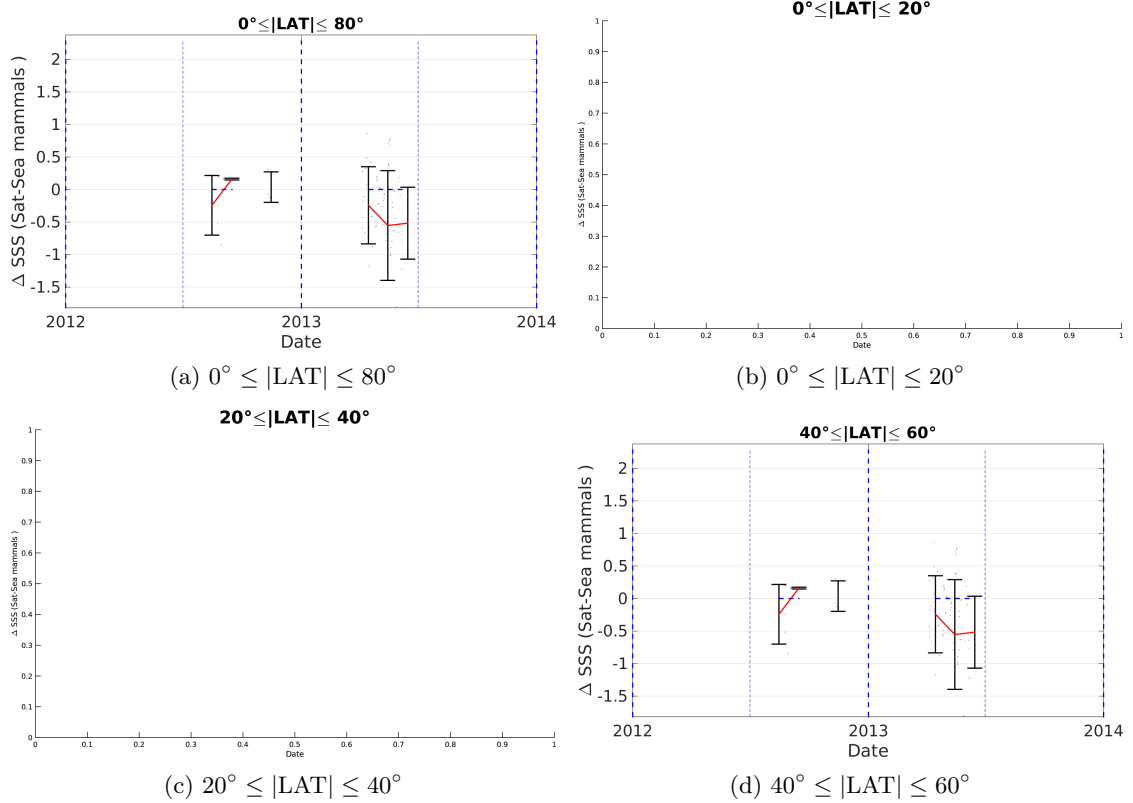 0°≤|LAT|≤ 80°
Δ SSS (Sat-Sea mammals )
2
1.5
1
0.5
0
-0.5
-1
-1.5
2012
2013
2014
Date
(a) 0° ≤ |LAT| ≤ 80°
0°≤|LAT|≤ 20°
Δ SSS (Sat-Sea mammals )
1
0.9
0.8
0.7
0.6
0.5
0.4
0.3
0.2
0.1
0
0 0.1 0.2 0.3 0.4 0.5 0.6 0.7 0.8 0.9 1
Date
(b) 0° ≤ |LAT| ≤ 20°
20°≤|LAT|≤ 40°
Δ SSS (Sat-Sea mammals )
1
0.9
0.8
0.7
0.6
0.5
0.4
0.3
0.2
0.1
0
0 0.1 0.2 0.3 0.4 0.5 0.6 0.7 0.8 0.9 1
Date
(c) 20° ≤ |LAT| ≤ 40°
40°≤|LAT|≤ 60°
Δ SSS (Sat-Sea mammals )
2
1.5
1
0.5
0
-0.5
-1
-1.5
2012
2013
2014
Date
(d) 40° ≤ |LAT| ≤ 60°